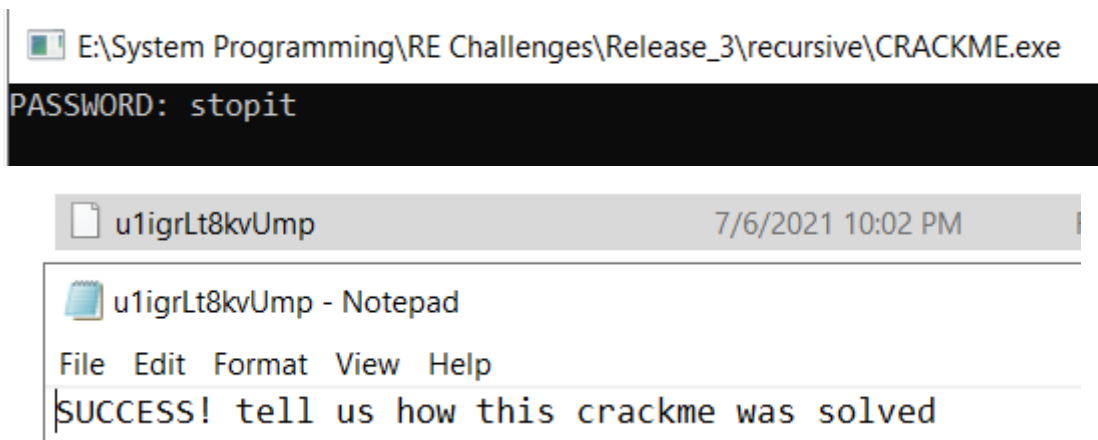 E:\System Programming\RE Challenges\Release_3\recursive\CRACKME.exe
PASSWORD: stopit
u1igrLt8kvUmp 7/6/2021 10:02 PM
u1igrLt8kvUmp - Notepad
File Edit Format View Help
SUCCESS! tell us how this crackme was solved